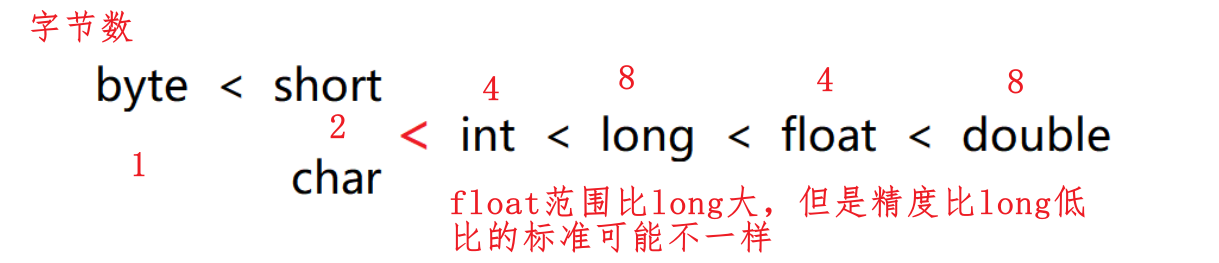 字节数
byte < short
4 8 4 8
2
< int < long < float < double
1
char
float范围比long大，但是精度比long低
比的标准可能不一样